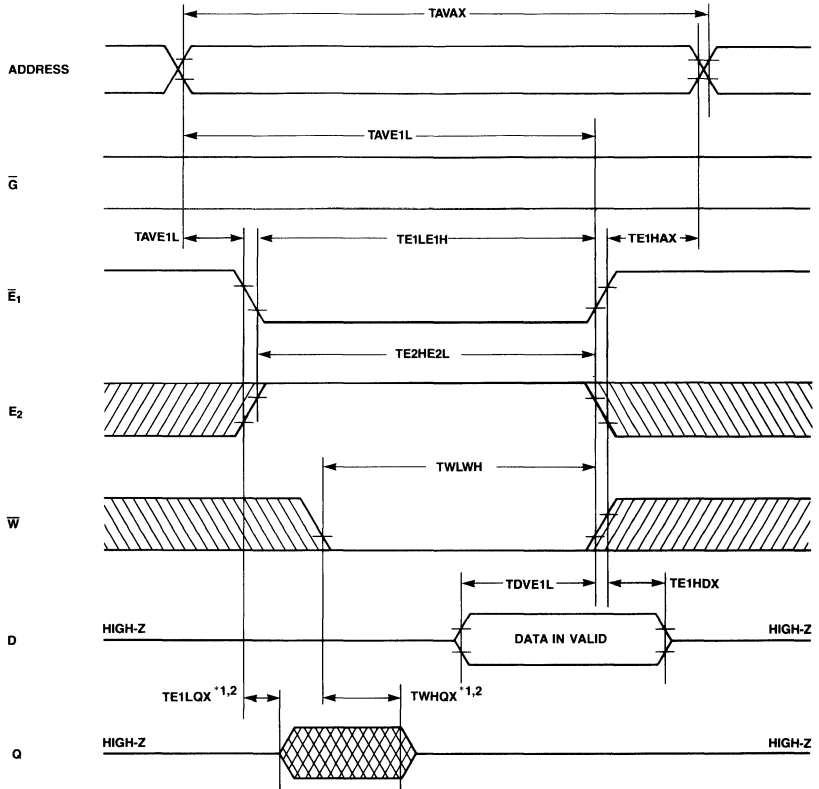 TAVAX
ADDRESS
TAVE1L
G̅
TAVE1L
TE1LE1H
TE1HAX
E̅₁
TE2HE2L
E₂
TWLWH
W̅
TDVE1L
TE1HDX
HIGH-Z
DATA IN VALID
HIGH-Z
D
TE1LQX *1,2
TWHQX *1,2
HIGH-Z
HIGH-Z
Q